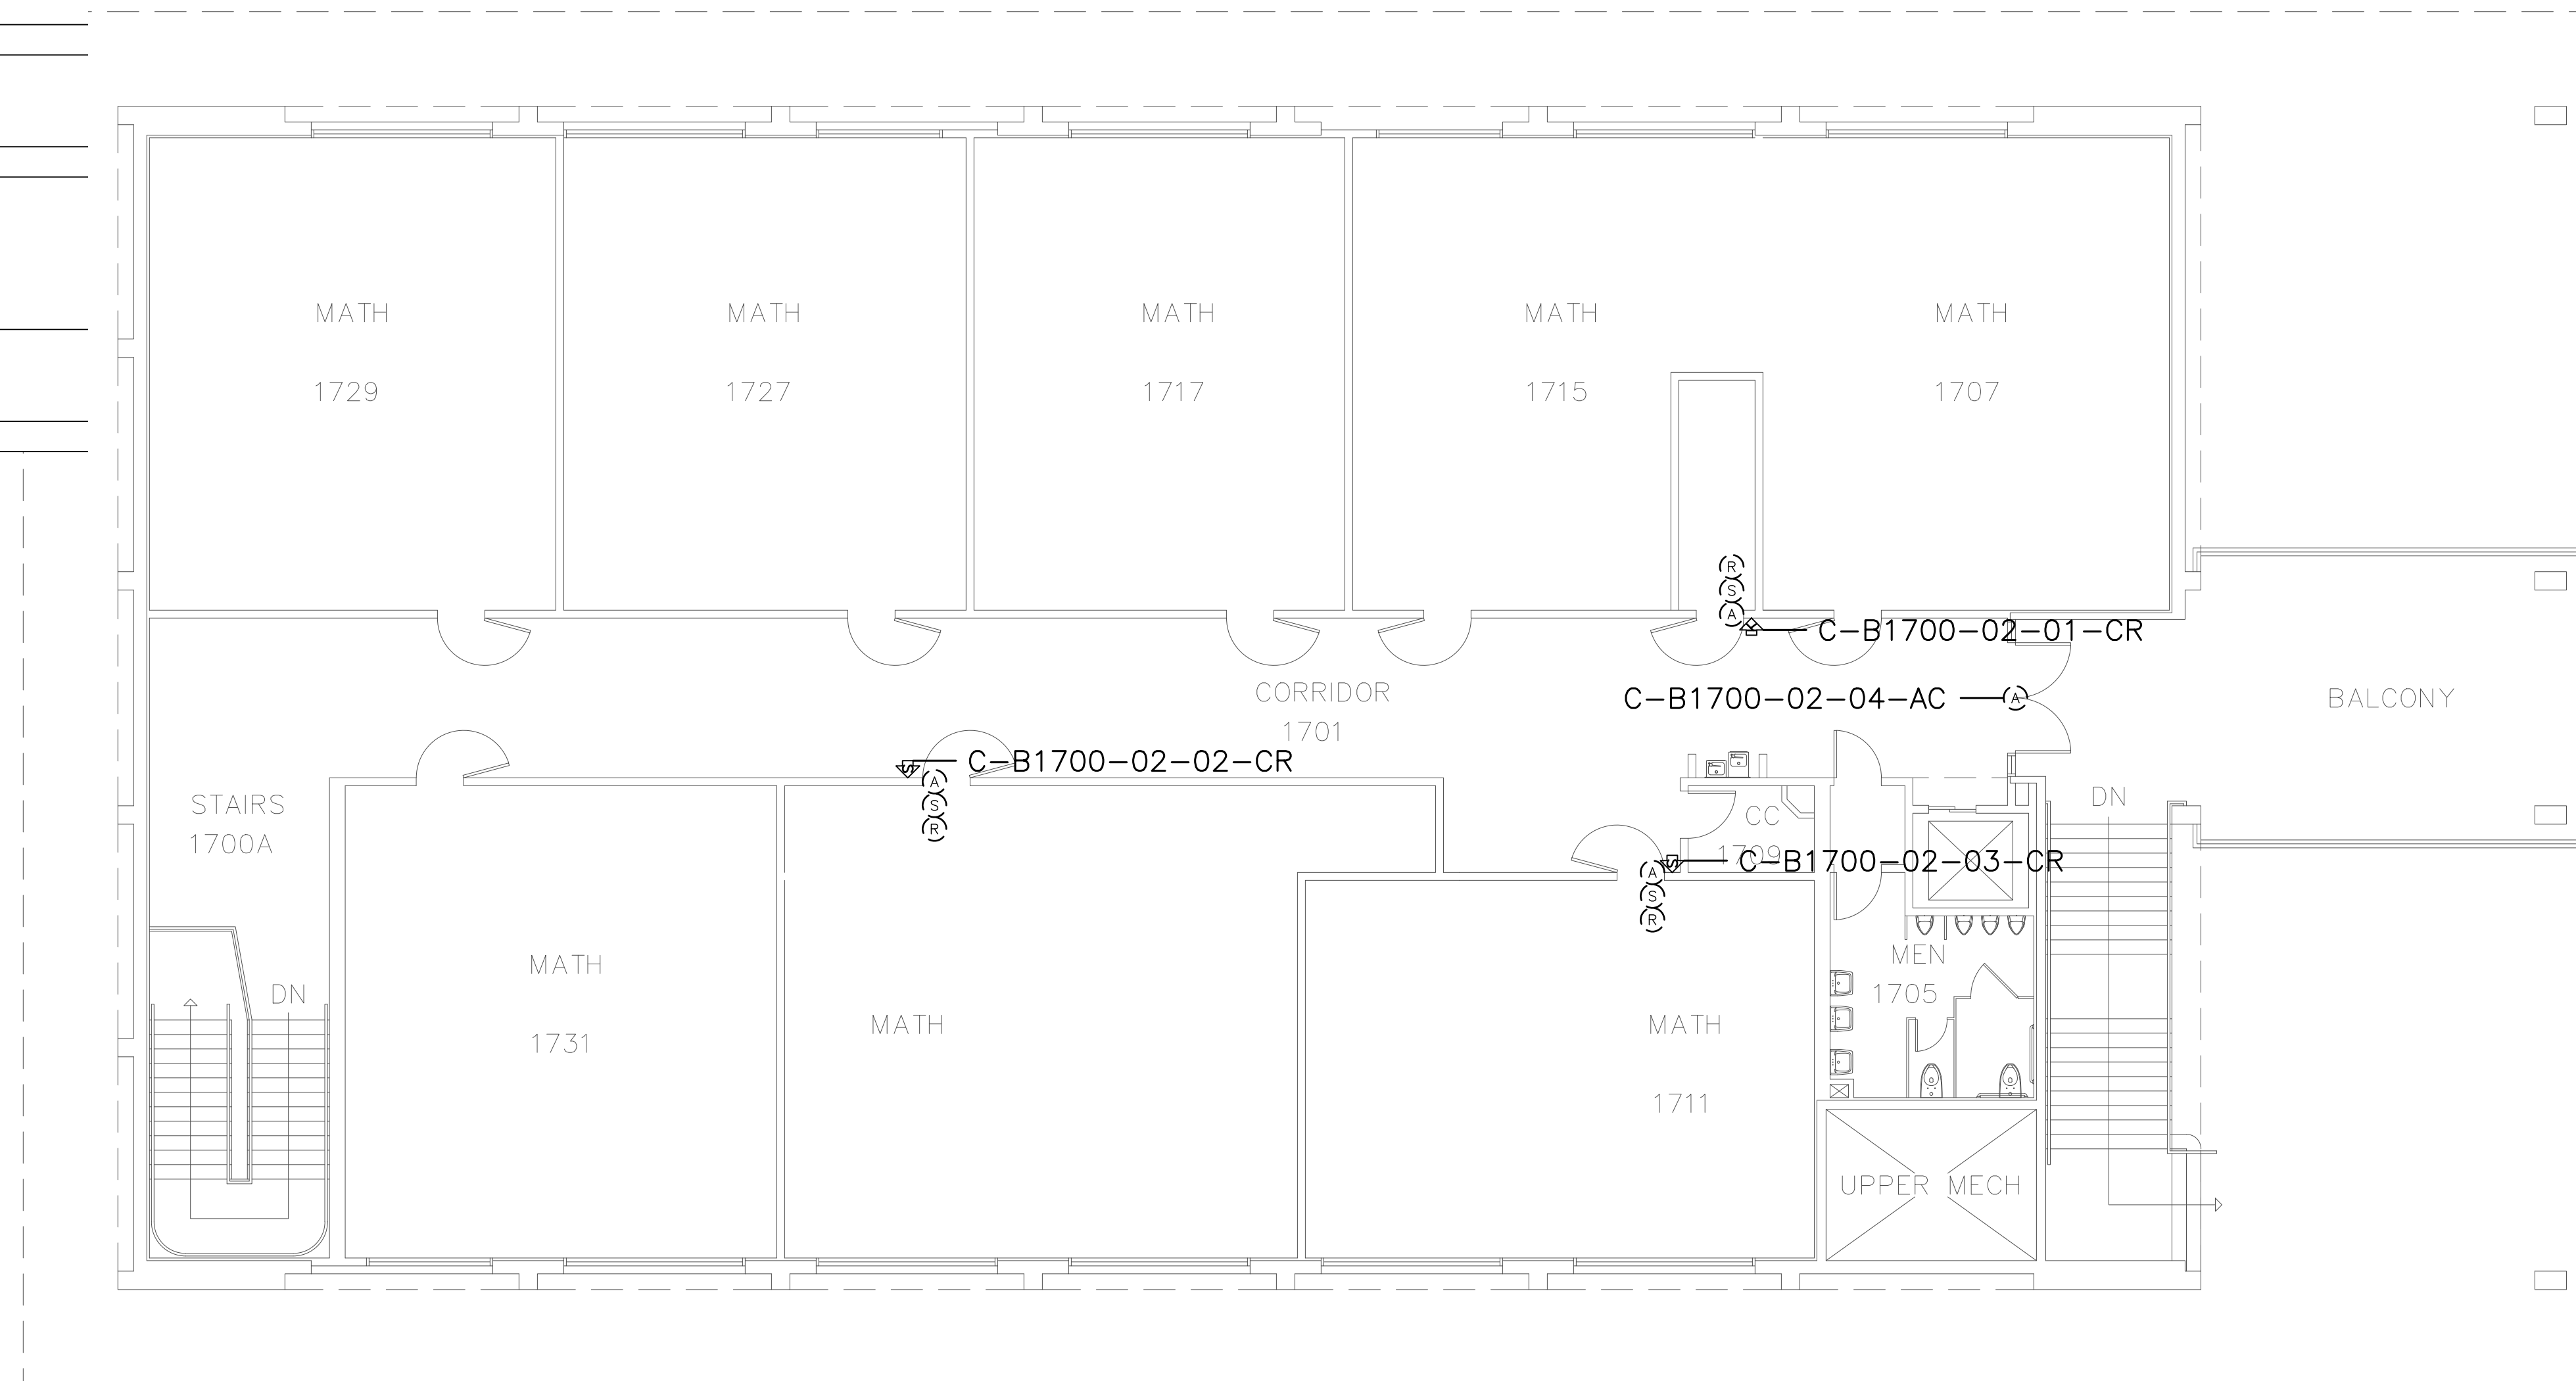 MATH
1729
MATH
1727
MATH
1717
MATH
1715
MATH
1707
R
S
A
C-B1700-02-01-CR
CORRIDOR
1701
C-B1700-02-04-AC
A
BALCONY
C-B1700-02-02-CR
A
S
R
STAIRS
1700A
DN
CC
1709
C-B1700-02-03-CR
A
S
R
DN
MATH
1731
MATH
MATH
1711
MEN
1705
UPPER MECH